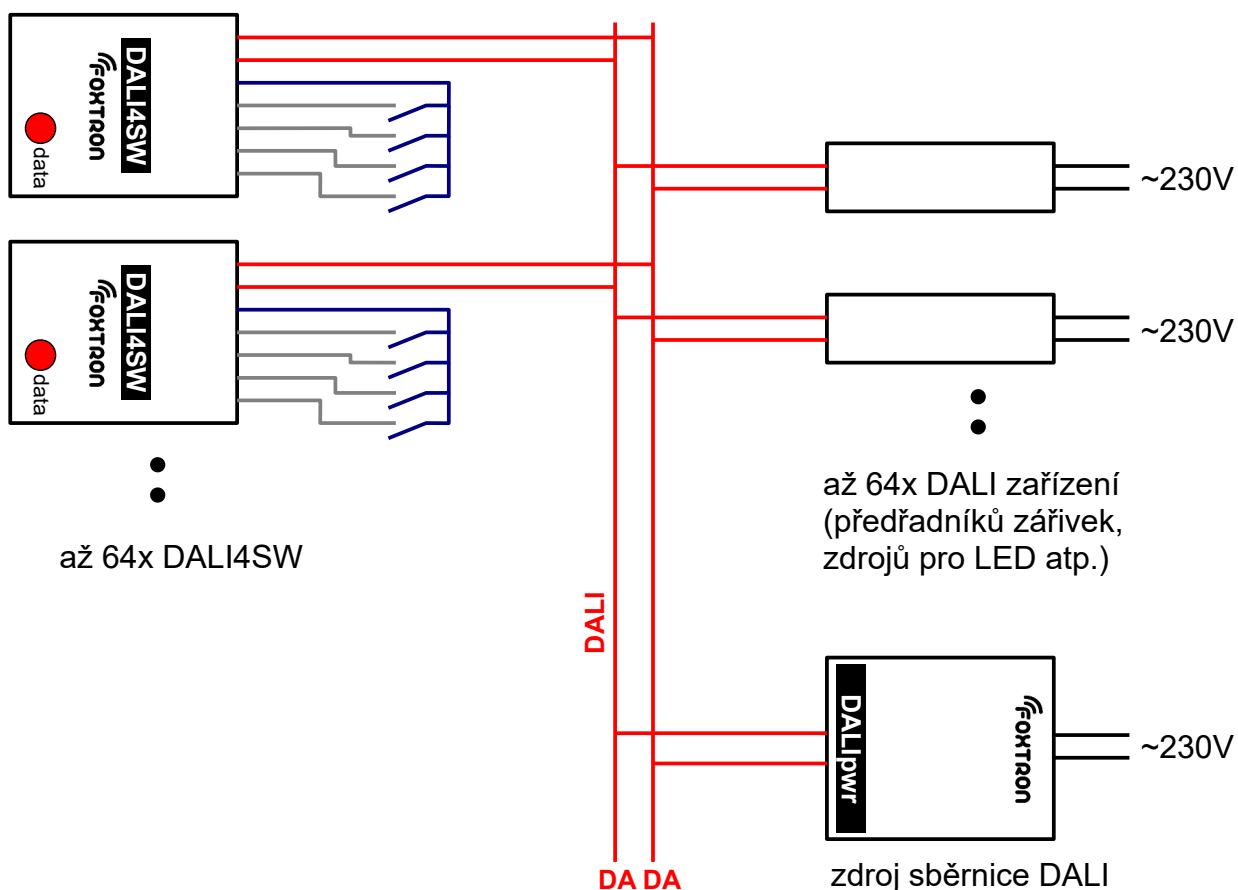 DALI4SW
FOXTRON
data
DALI4SW
FOXTRON
data
až 64x DALI4SW
~230V
~230V
až 64x DALI zařízení
(předřadníků zářivek,
zdrojů pro LED atp.)
DALI
DALIpwr
FOXTRON
~230V
DA DA
zdroj sběrnice DALI